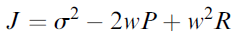 J = σ² − 2wP + w²R